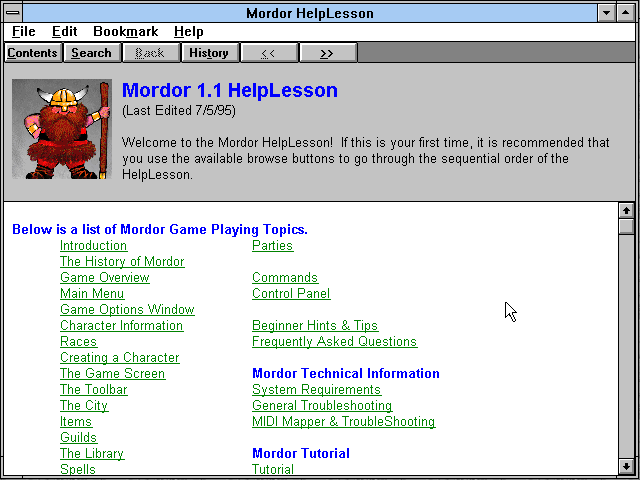 Mordor HelpLesson
File Edit Bookmark Help
Contents Search Back History << >>
Mordor 1.1 HelpLesson
(Last Edited 7/5/95)
Welcome to the Mordor HelpLesson! If this is your first time, it is recommended that
you use the available browse buttons to go through the sequential order of the
HelpLesson.
Below is a list of Mordor Game Playing Topics.
Introduction Parties
The History of Mordor
Game Overview Commands
Main Menu Control Panel
Game Options Window
Character Information Beginner Hints & Tips
Races Frequently Asked Questions
Creating a Character
The Game Screen Mordor Technical Information
The Toolbar System Requirements
The City General Troubleshooting
Items MIDI Mapper & TroubleShooting
Guilds
The Library Mordor Tutorial
Spells Tutorial